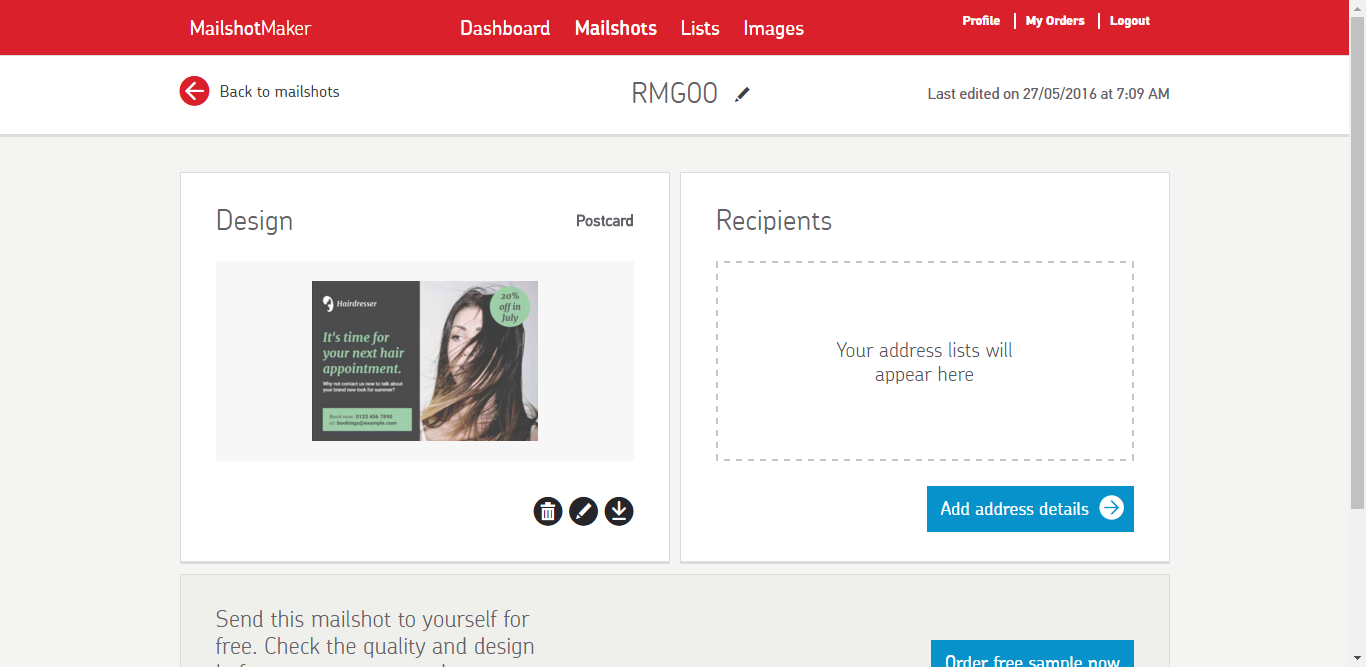 MailshotMaker
Dashboard Mailshots Lists Images
Profile My Orders Logout
Back to mailshots
RMG00
Last edited on 27/05/2016 at 7:09 AM
Design
Postcard
Hairdresser
It's time for
your next hair
appointment.
Why not contact us now to talk about
your brand new look for summer?
Book now: 0123 456 7890
or: bookings@example.com
20%
off in
July
Recipients
Your address lists will
appear here
Add address details
Send this mailshot to yourself for
free. Check the quality and design
Order free sample now